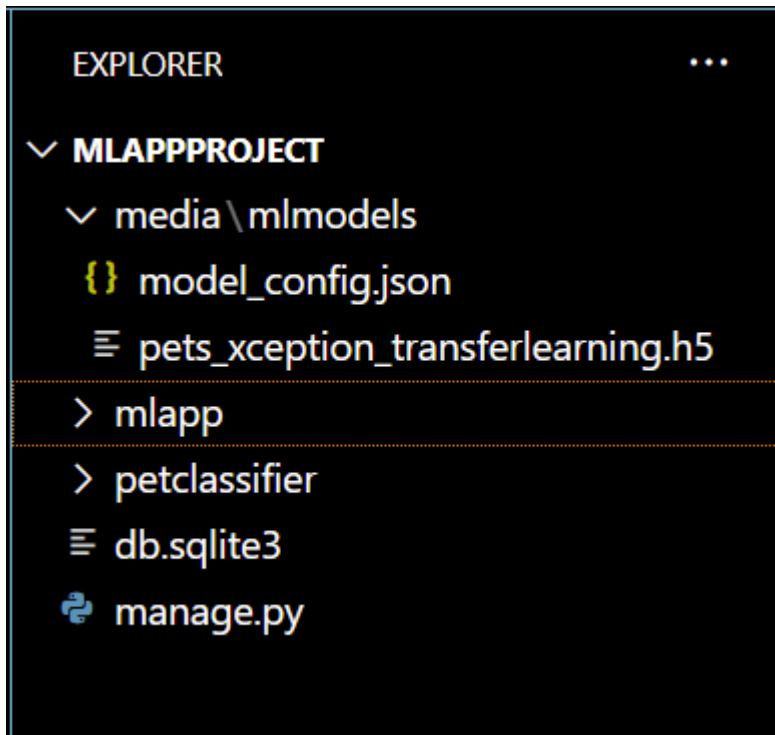 EXPLORER ...
MLAPPPROJECT
media\mlmodels
{} model_config.json
pets_xception_transferlearning.h5
mlapp
petclassifier
db.sqlite3
manage.py